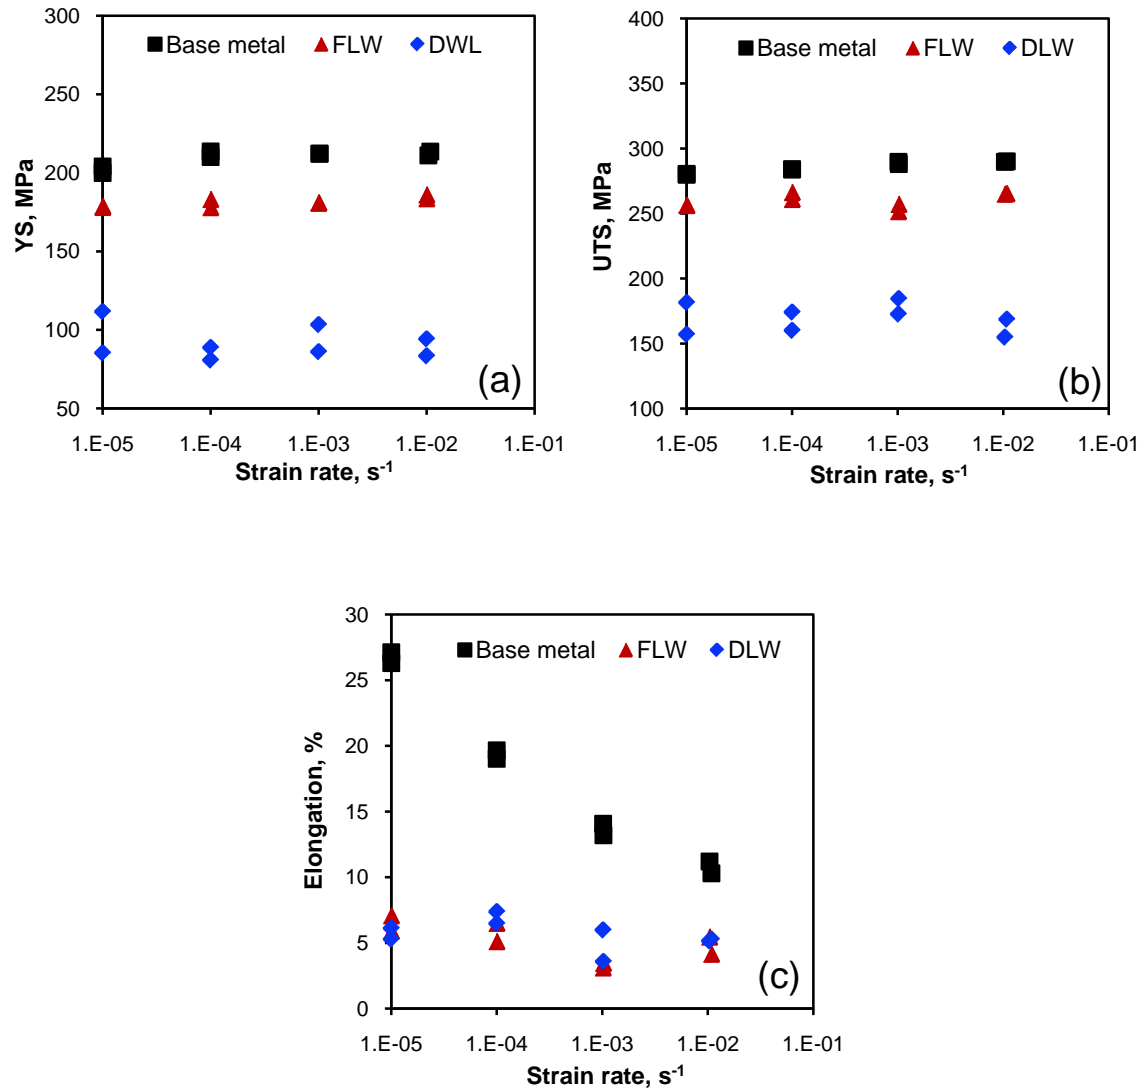 300
250
200
150
100
50
YS, MPa
Base metal FLW DWL
(a)
1.E-05 1.E-04 1.E-03 1.E-02 1.E-01
Strain rate, s⁻¹
400
350
300
250
200
150
100
UTS, MPa
Base metal FLW DLW
(b)
1.E-05 1.E-04 1.E-03 1.E-02 1.E-01
Strain rate, s⁻¹
30
25
20
15
10
5
0
Elongation, %
Base metal FLW DLW
(c)
1.E-05 1.E-04 1.E-03 1.E-02 1.E-01
Strain rate, s⁻¹